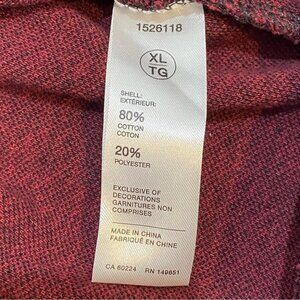 1526118
XL
TG
SHELL:
EXTÉRIEUR:
80%
COTTON
COTON
20%
POLYESTER
EXCLUSIVE OF
DECORATIONS
GARNITURES NON
COMPRISES
MADE IN CHINA
FABRIQUÉ EN CHINE
CA 60224 RN 149651